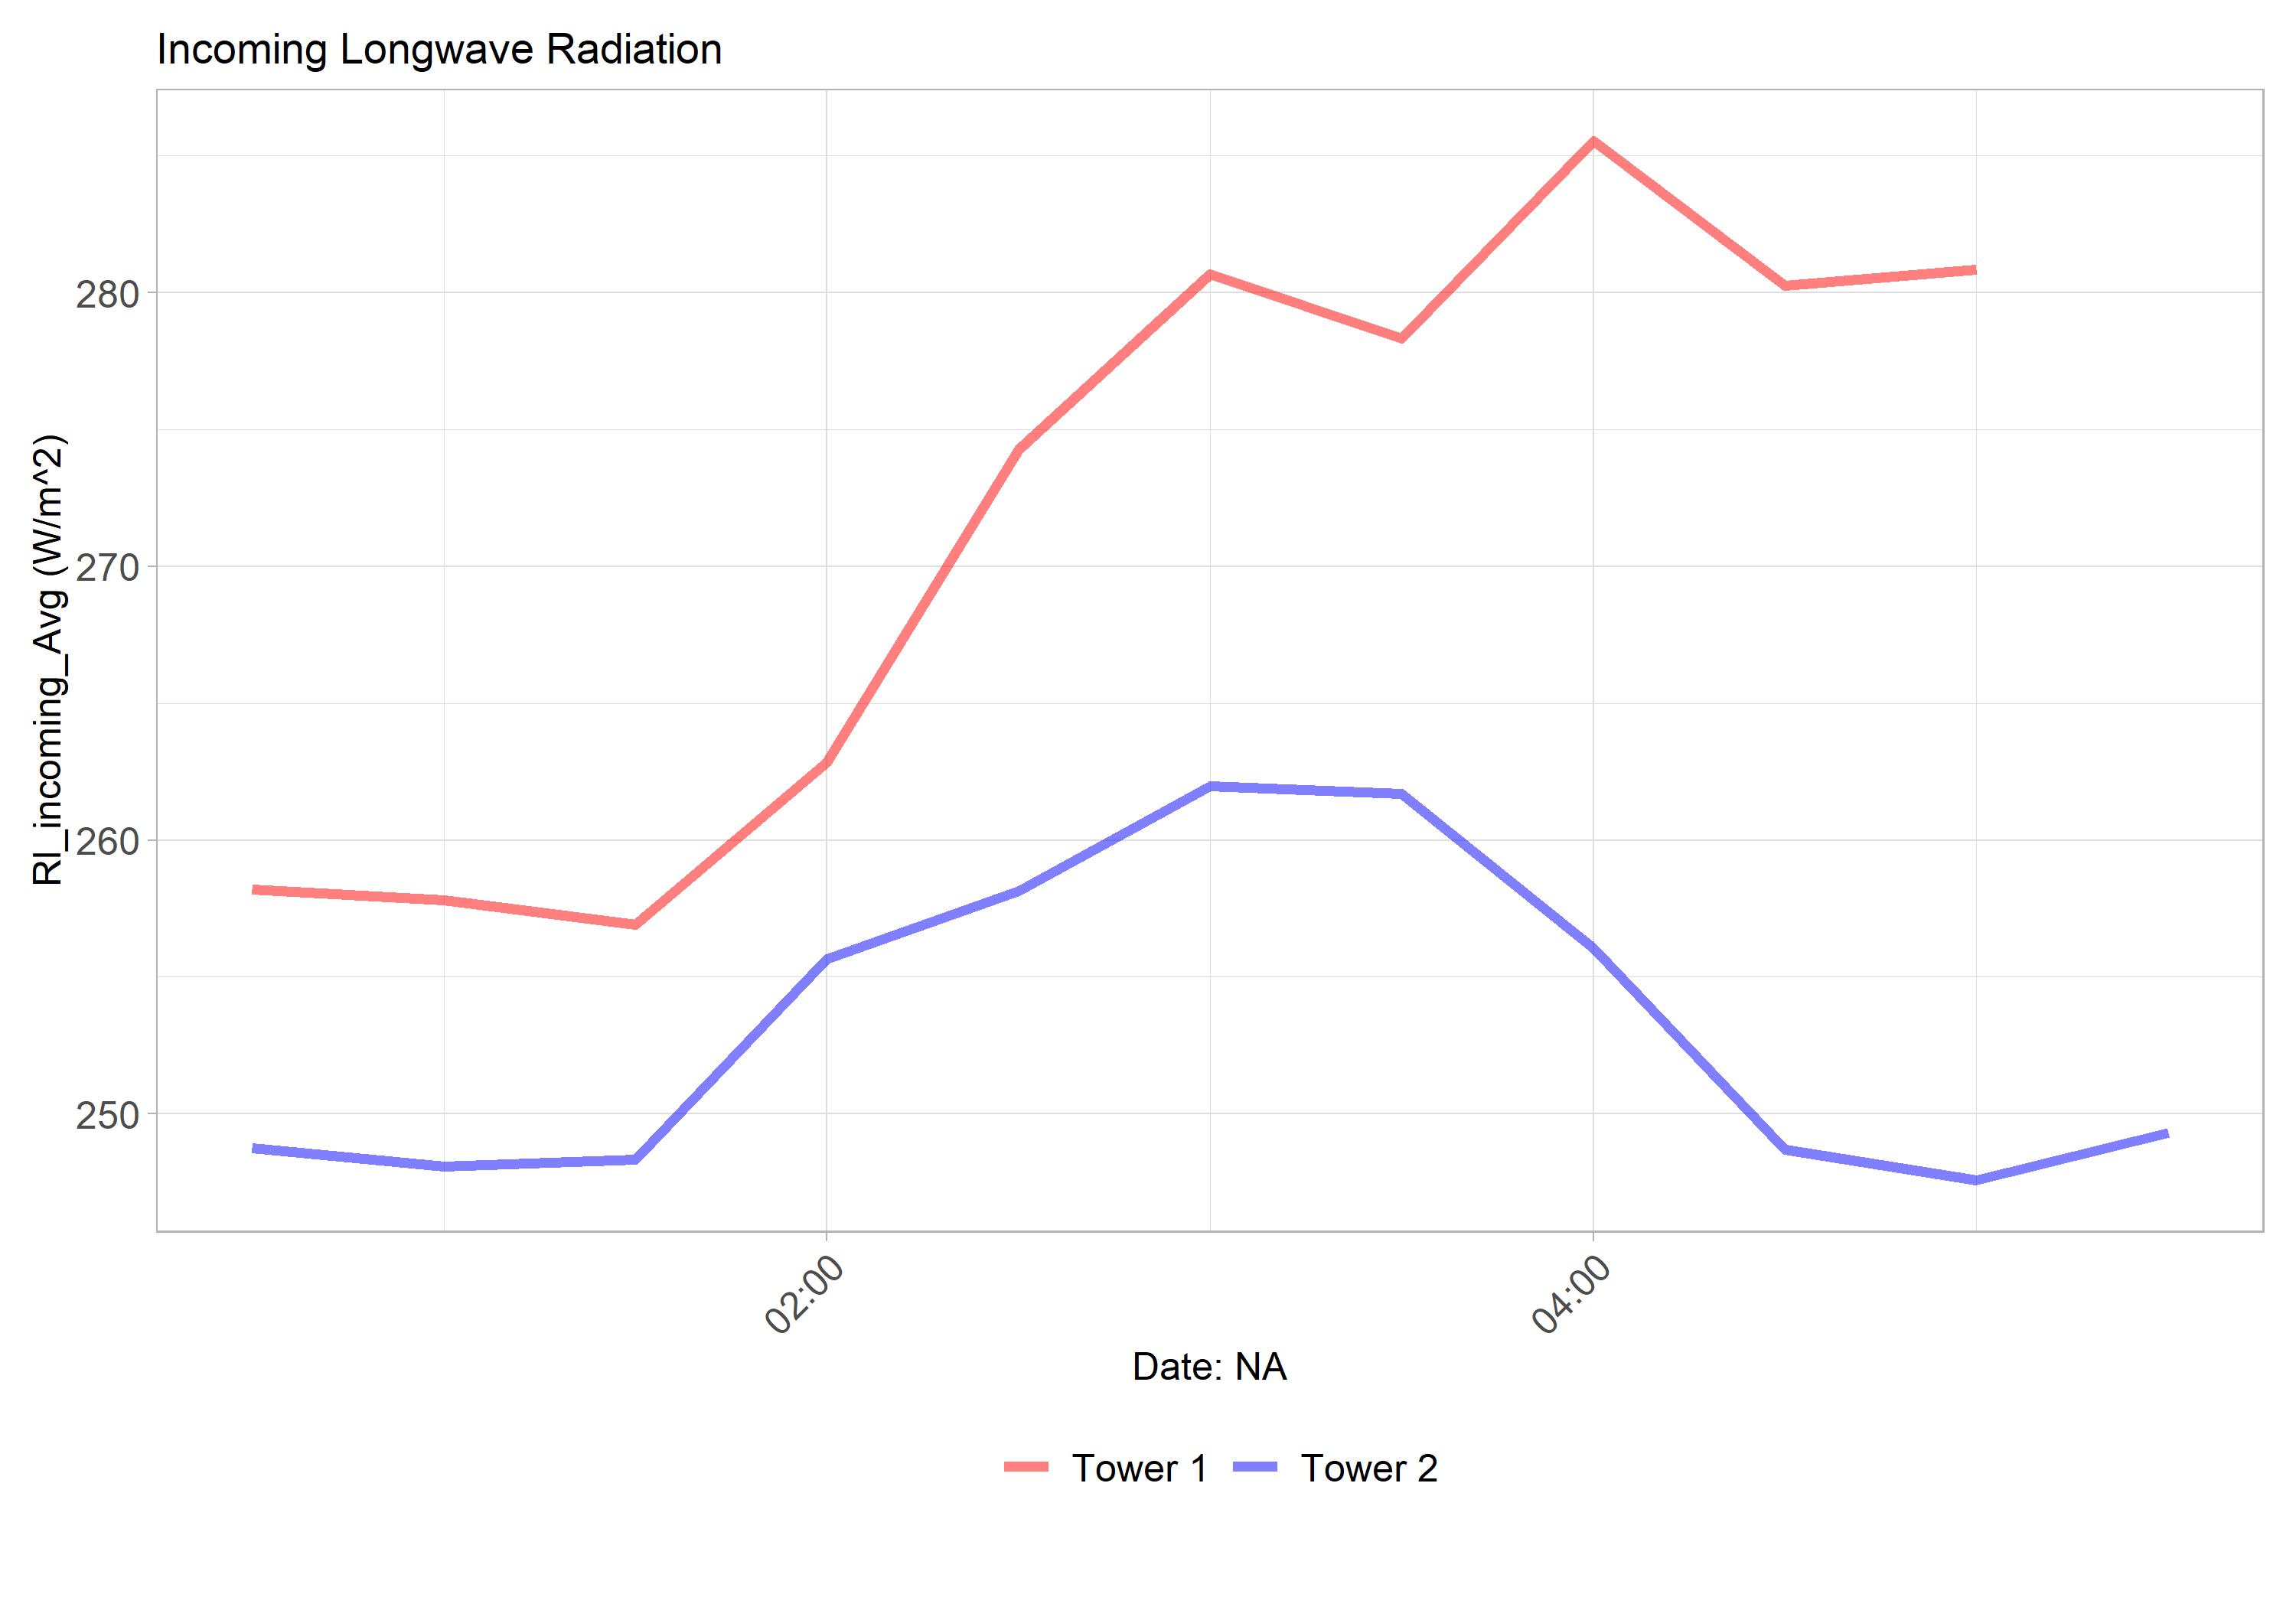 Incoming Longwave Radiation
Rl_incoming_Avg (W/m^2)
280
270
260
250
02:00
04:00
Date: NA
Tower 1
Tower 2